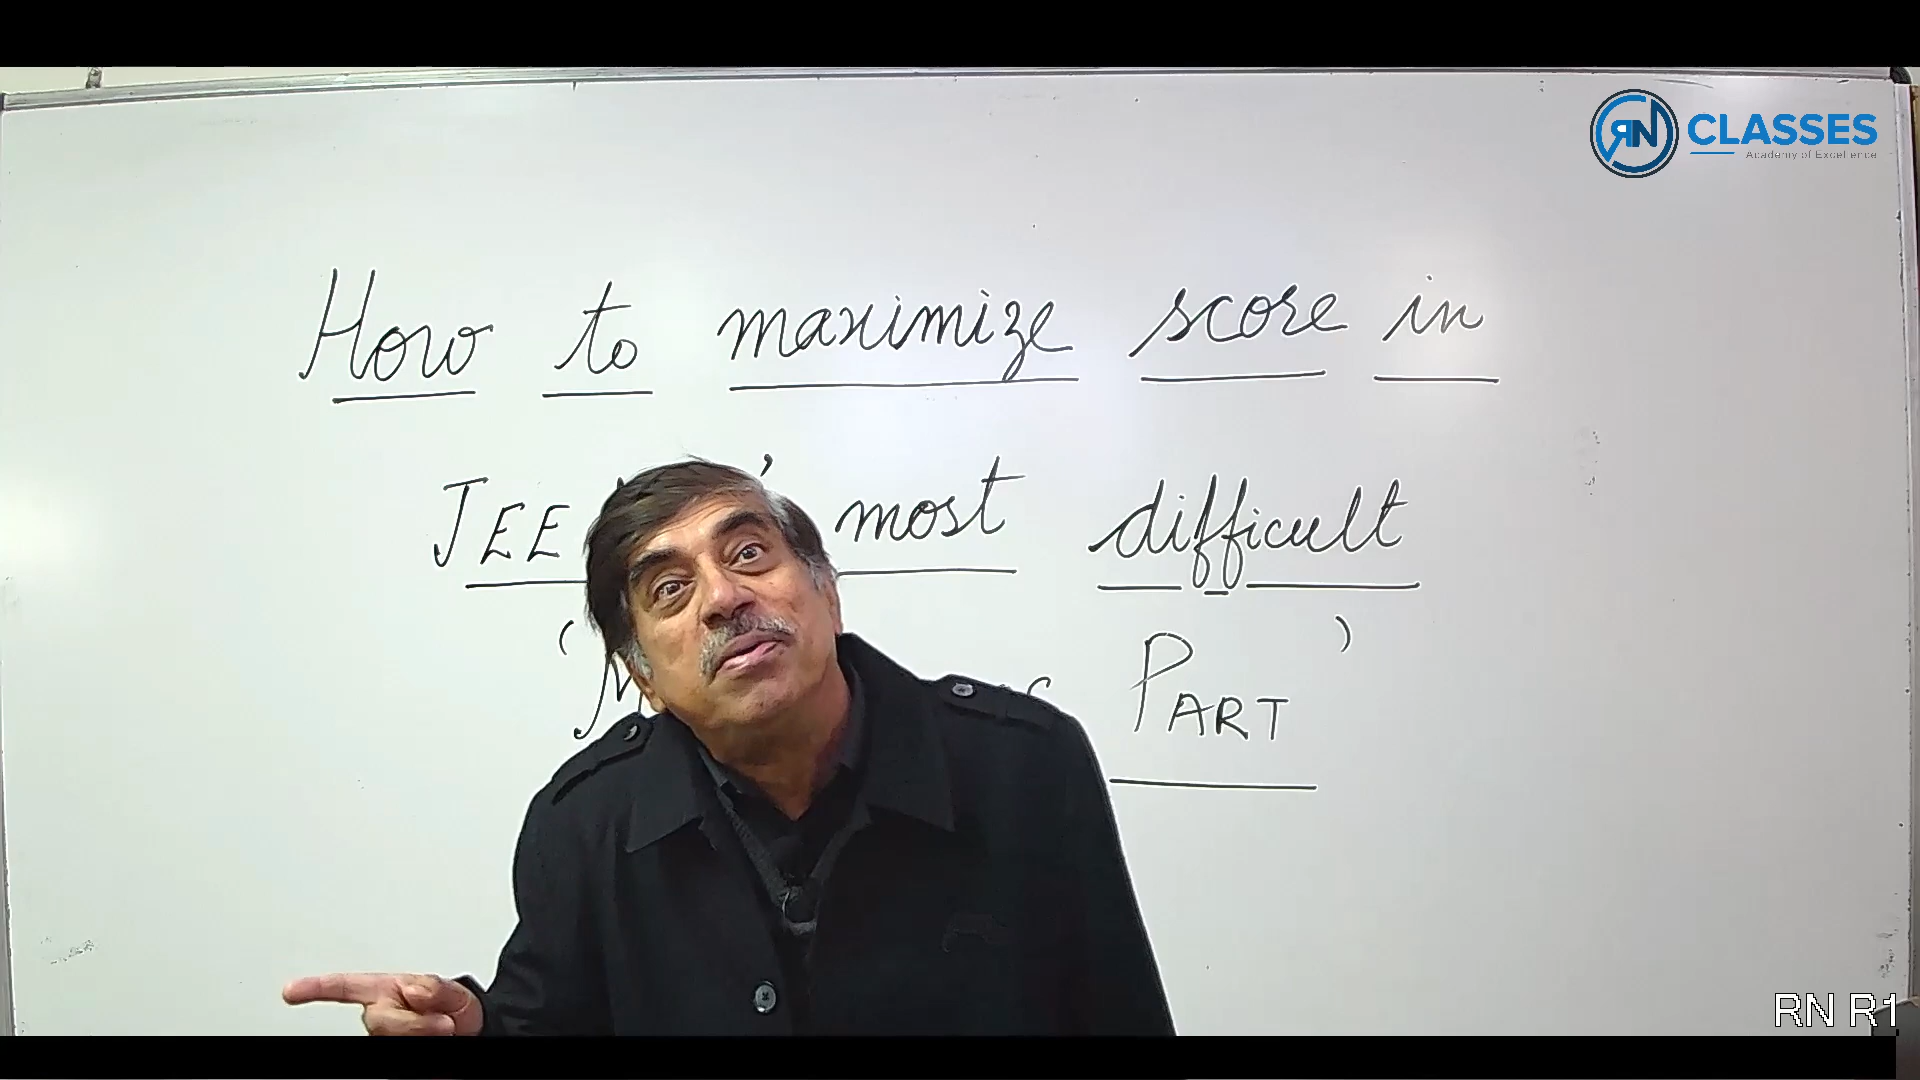 RN CLASSES
Academy of Excellence
How to maximize score in
JEE ' most difficult
( PART )
RN R1